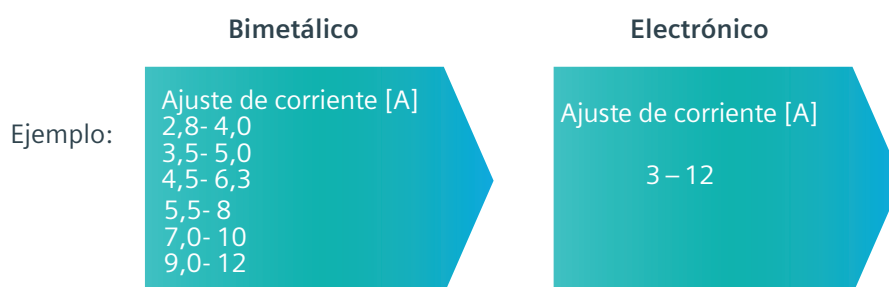 Bimetálico
Electrónico
Ejemplo:
Ajuste de corriente [A]
2,8- 4,0
3,5- 5,0
4,5- 6,3
5,5- 8
7,0- 10
9,0- 12
Ajuste de corriente [A]
3 – 12